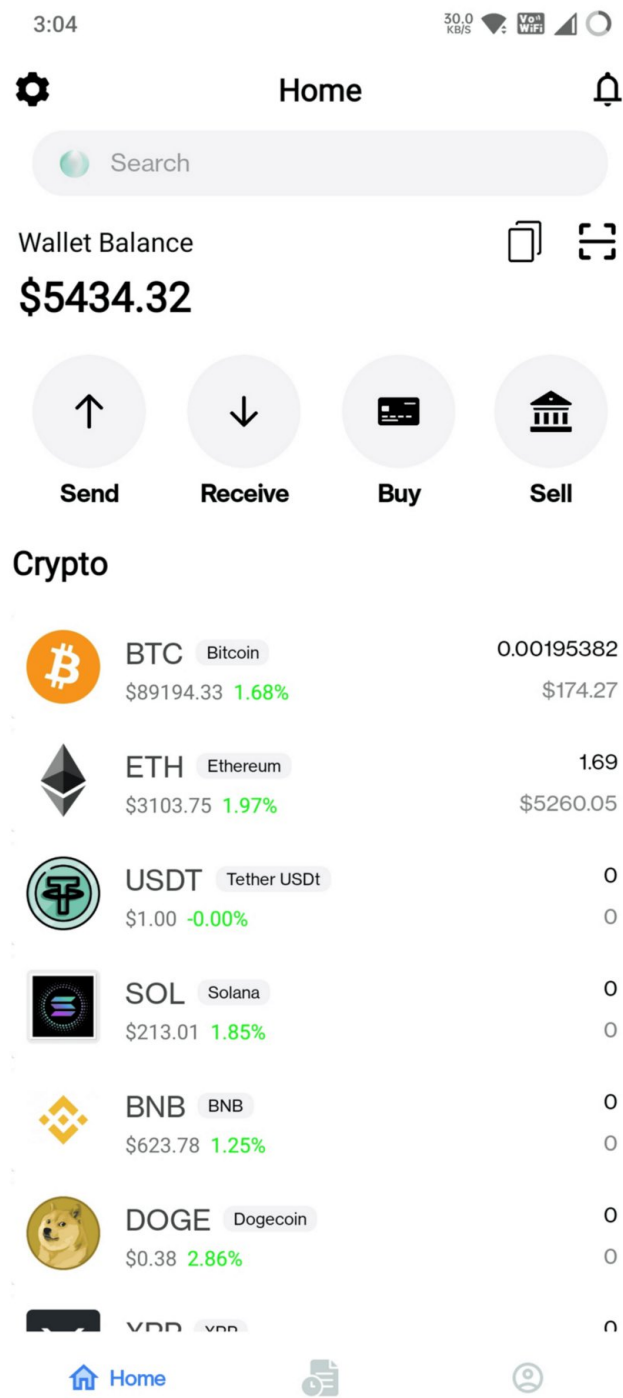 3:04
30.0
KB/S
Vo
WiFi
Home
Search
Wallet Balance
$5434.32
Send
Receive
Buy
Sell
Crypto
BTC Bitcoin 0.00195382
$89194.33 1.68% $174.27
ETH Ethereum 1.69
$3103.75 1.97% $5260.05
USDT Tether USDt 0
$1.00 -0.00% 0
SOL Solana 0
$213.01 1.85% 0
BNB BNB 0
$623.78 1.25% 0
DOGE Dogecoin 0
$0.38 2.86% 0
XRP XRP 0
Home